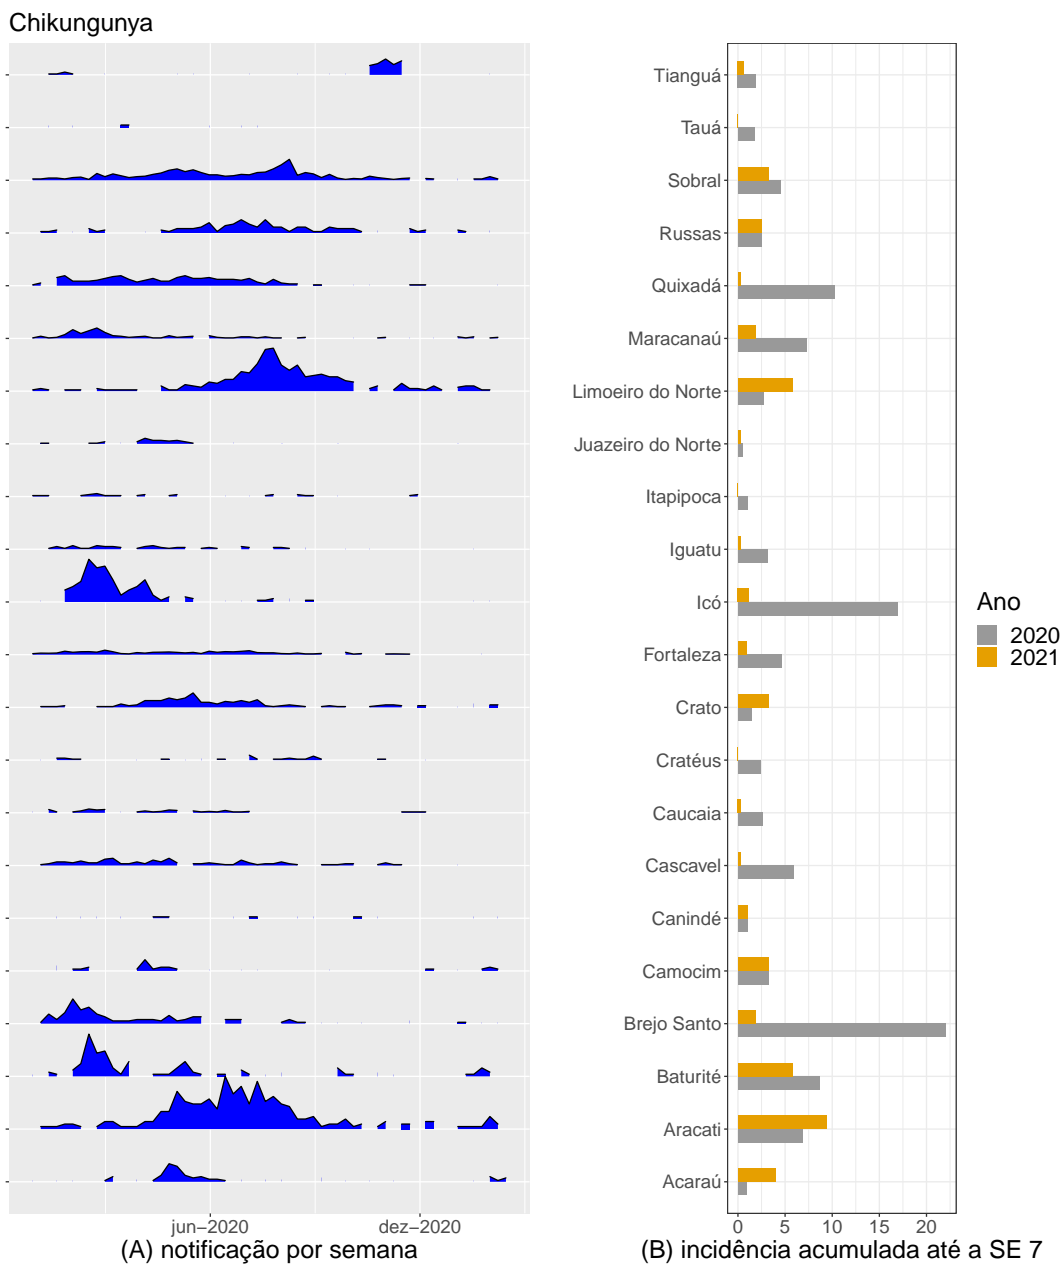 Chikungunya
Tianguá
Tauá
Sobral
Russas
Quixadá
Maracanaú
Limoeiro do Norte
Juazeiro do Norte
Itapipoca
Iguatu
Icó
Fortaleza
Crato
Cratéus
Caucaia
Cascavel
Canindé
Camocim
Brejo Santo
Baturité
Aracati
Acaraú
Ano
2020
2021
jun−2020 dez−2020
0 5 10 15 20
(A) notificação por semana
(B) incidência acumulada até a SE 7